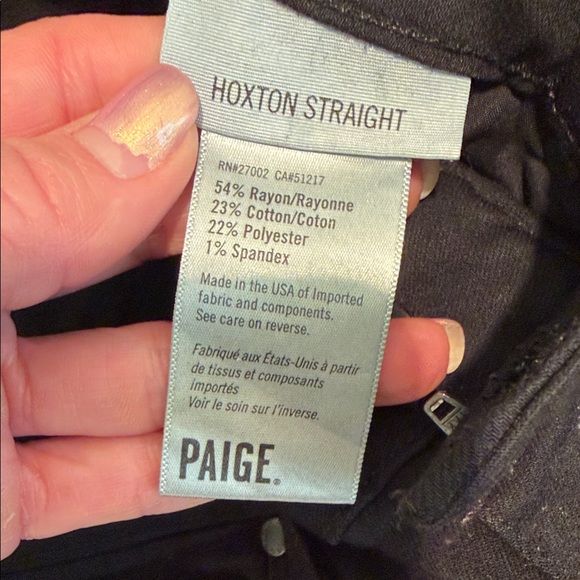 HOXTON STRAIGHT
RN#27002 CA#51217
54% Rayon/Rayonne
23% Cotton/Coton
22% Polyester
1% Spandex
Made in the USA of Imported
fabric and components.
See care on reverse.
Fabriqué aux États-Unis à partir
de tissus et composants
importés
Voir le soin sur l'inverse.
PAIGE.